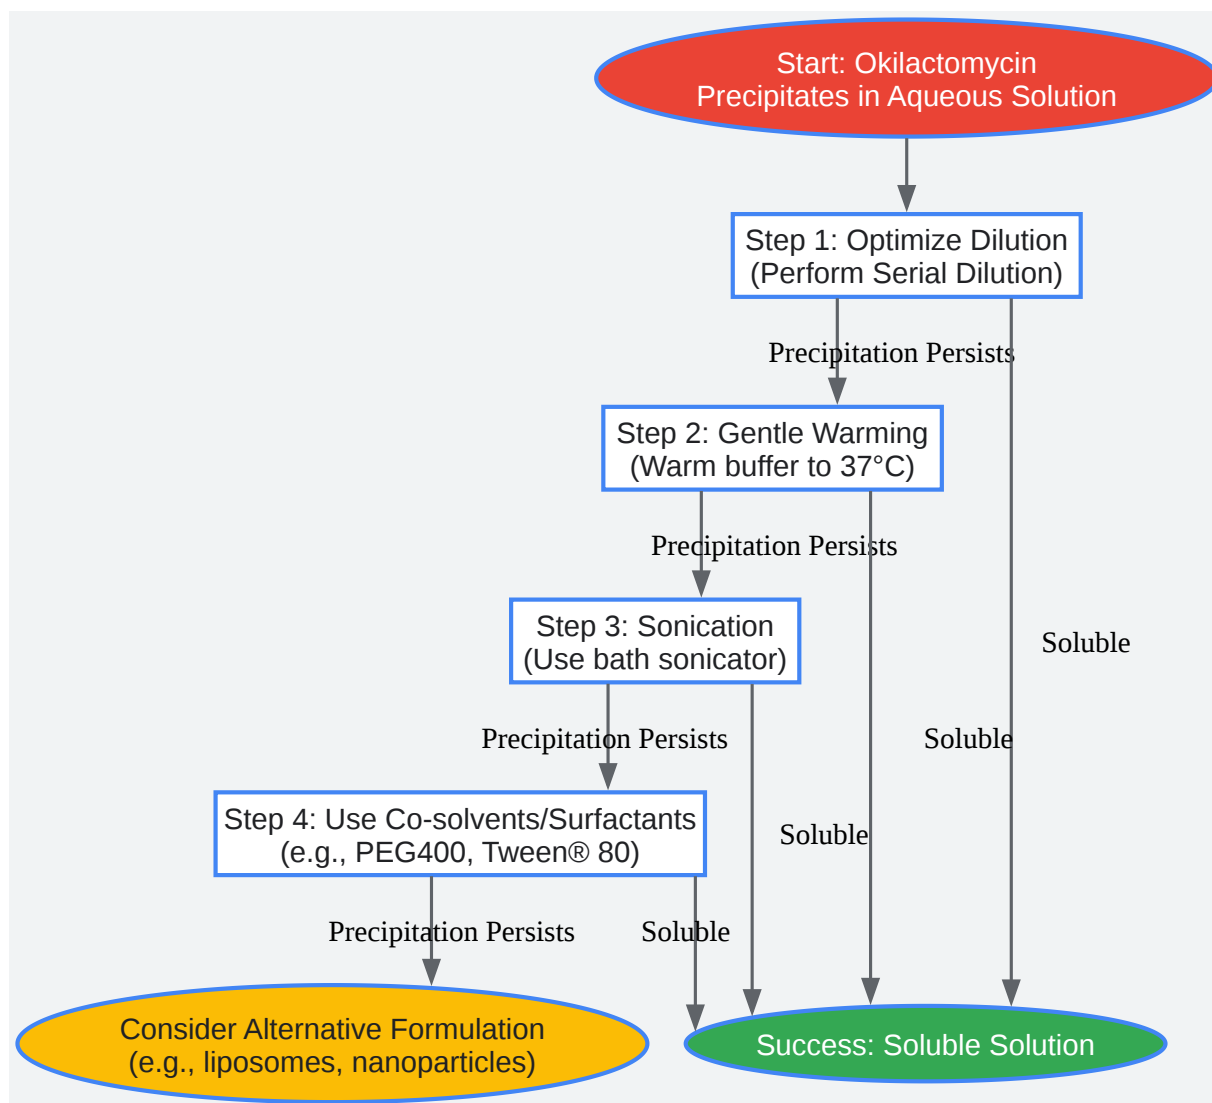 Start: Okilactomycin
Precipitates in Aqueous Solution
Step 1: Optimize Dilution
(Perform Serial Dilution)
Precipitation Persists
Step 2: Gentle Warming
(Warm buffer to 37°C)
Precipitation Persists
Step 3: Sonication
(Use bath sonicator)
Soluble
Precipitation Persists
Soluble
Step 4: Use Co-solvents/Surfactants
(e.g., PEG400, Tween® 80)
Soluble
Precipitation Persists
Soluble
Consider Alternative Formulation
(e.g., liposomes, nanoparticles)
Success: Soluble Solution